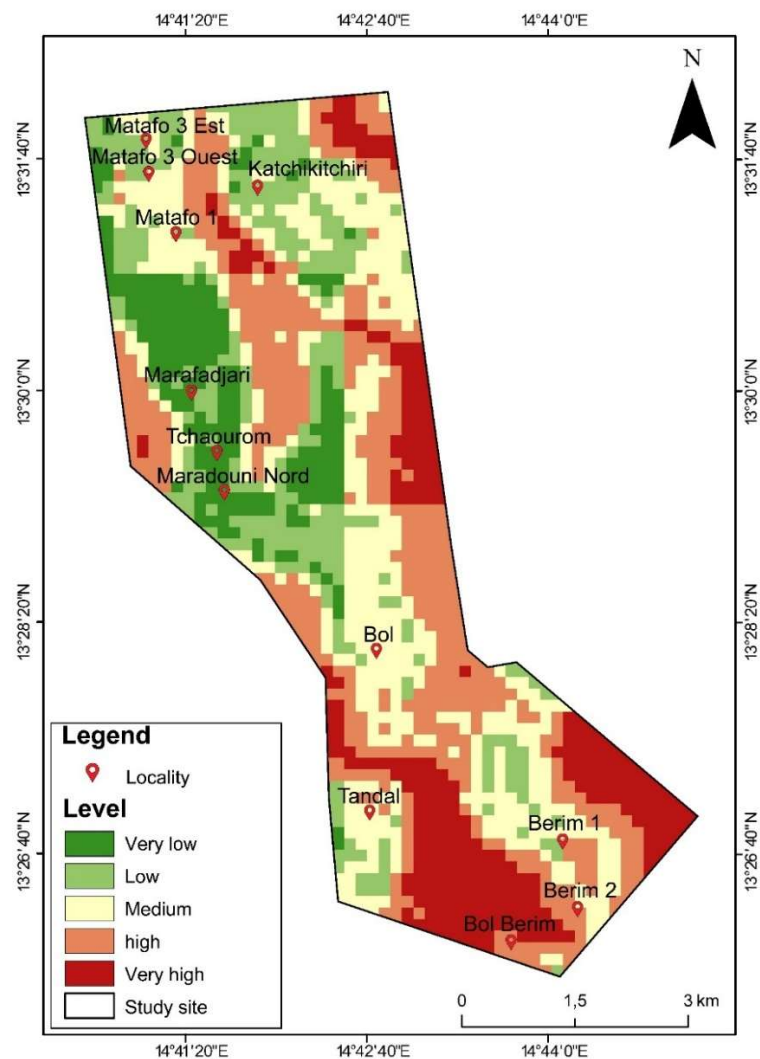 14°41'20"E 14°42'40"E 14°44'0"E
N
Matafo 3 Est
13°31'40"N 13°31'40"N
Matafo 3 Ouest
Katchikitchiri
Matafo 1
13°30'0"N 13°30'0"N
Marafadjari
Tchaourom
Maradouni Nord
13°28'20"N 13°28'20"N
Bol
Tandal
Berim 1
13°26'40"N 13°26'40"N
Berim 2
Bol Berim
Legend
Locality
Level
Very low
Low
Medium
high
Very high
Study site
0 1,5 3 km
14°41'20"E 14°42'40"E 14°44'0"E